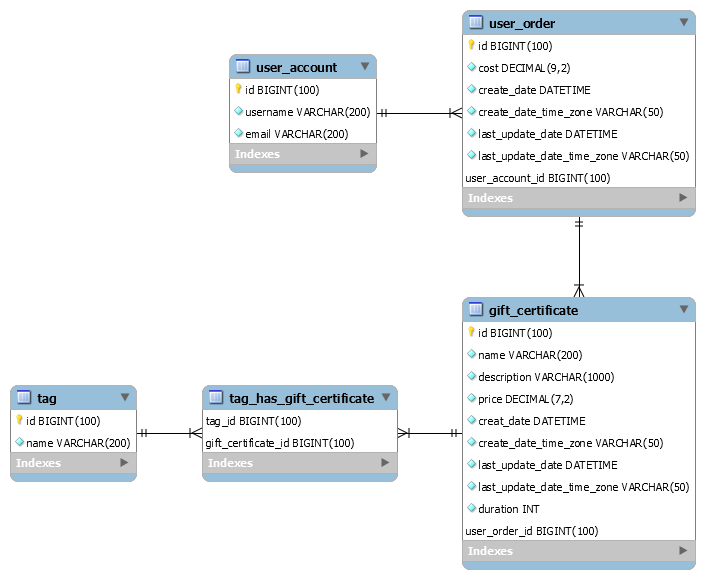 user_account
id BIGINT(100)
username VARCHAR(200)
email VARCHAR(200)
Indexes
user_order
id BIGINT(100)
cost DECIMAL(9,2)
create_date DATETIME
create_date_time_zone VARCHAR(50)
last_update_date DATETIME
last_update_date_time_zone VARCHAR(50)
user_account_id BIGINT(100)
Indexes
tag
id BIGINT(100)
name VARCHAR(200)
Indexes
tag_has_gift_certificate
tag_id BIGINT(100)
gift_certificate_id BIGINT(100)
Indexes
gift_certificate
id BIGINT(100)
name VARCHAR(200)
description VARCHAR(1000)
price DECIMAL(7,2)
creat_date DATETIME
create_date_time_zone VARCHAR(50)
last_update_date DATETIME
last_update_date_time_zone VARCHAR(50)
duration INT
user_order_id BIGINT(100)
Indexes